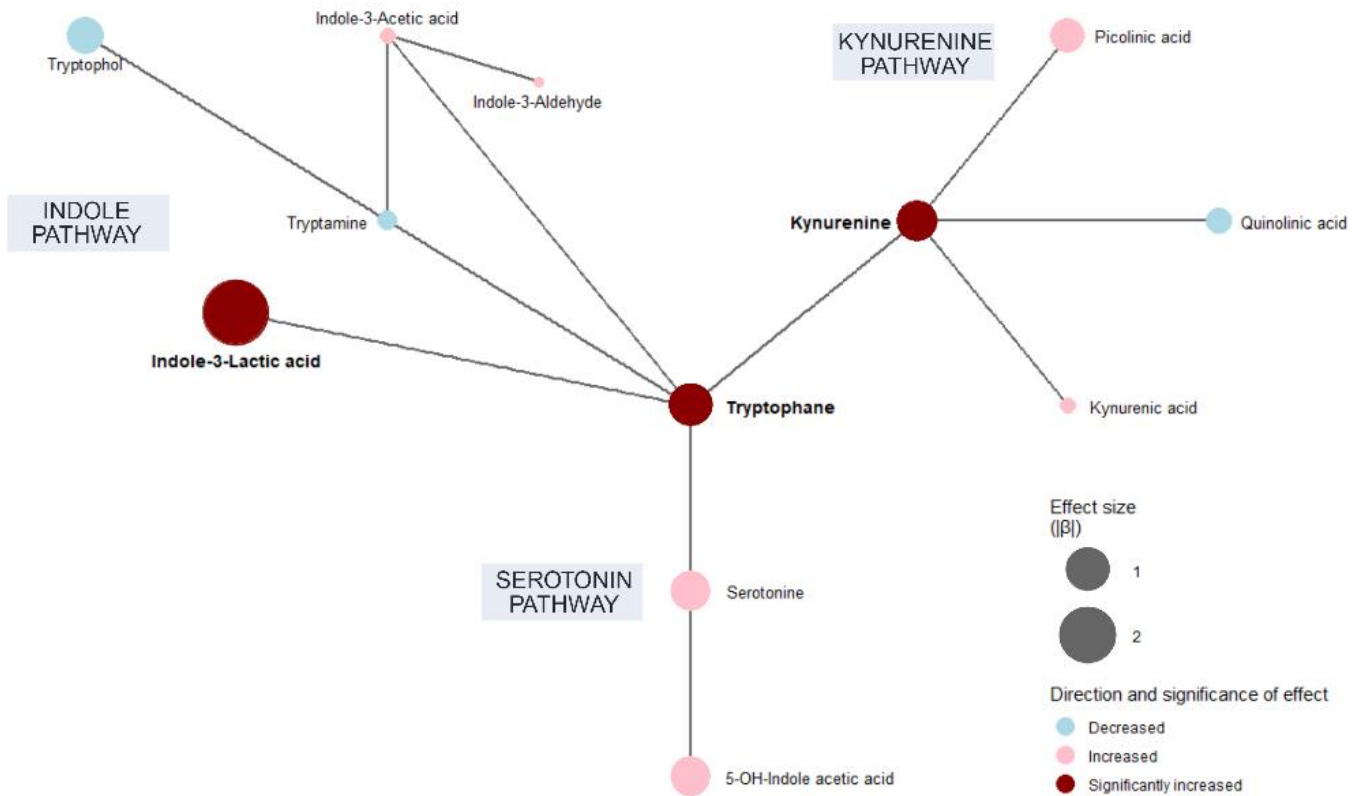 Indole-3-Acetic acid
Tryptophol
Indole-3-Aldehyde
KYNURENINE
PATHWAY
Picolinic acid
INDOLE
PATHWAY
Tryptamine
Kynurenine
Quinolinic acid
Indole-3-Lactic acid
Tryptophane
Kynurenic acid
SEROTONIN
PATHWAY
Serotonine
5-OH-Indole acetic acid
Effect size
(|β|)
1
2
Direction and significance of effect
Decreased
Increased
Significantly increased